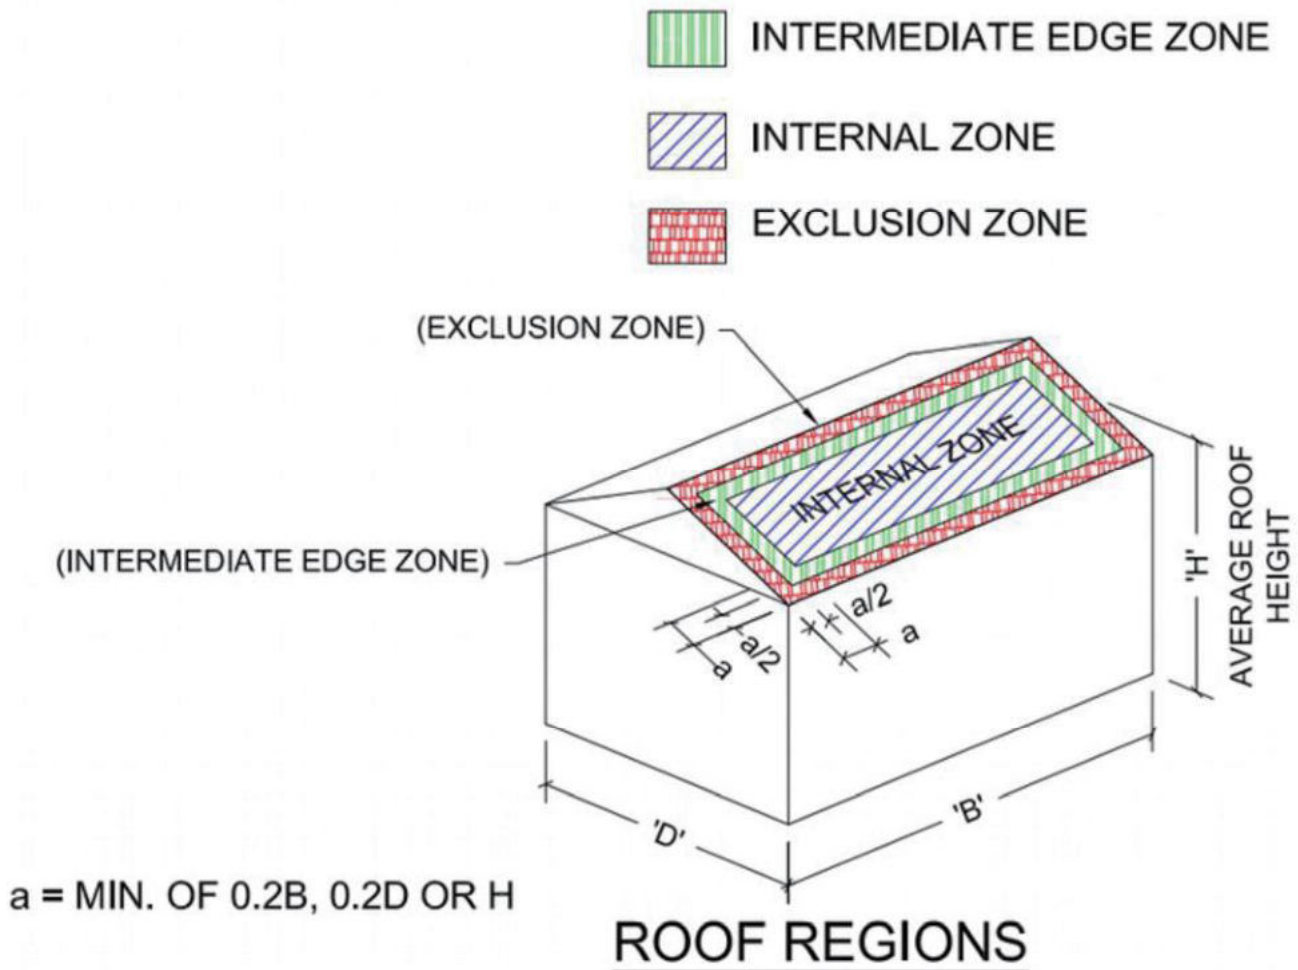 INTERMEDIATE EDGE ZONE
INTERNAL ZONE
EXCLUSION ZONE
(EXCLUSION ZONE)
INTERNAL ZONE
(INTERMEDIATE EDGE ZONE)
a/2
a
a/2
a
'H'
AVERAGE ROOF
HEIGHT
'D'
'B'
a = MIN. OF 0.2B, 0.2D OR H
ROOF REGIONS